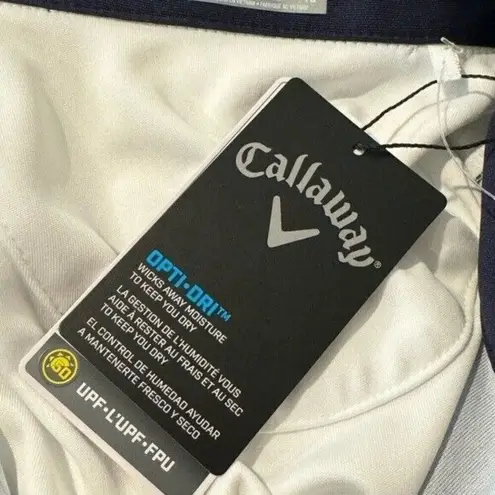 Callaway®
OPTI•DRI™
WICKS AWAY MOISTURE
TO KEEP YOU DRY
LA GESTION DE L'HUMIDITÉ VOUS
AIDE À RESTER AU FRAIS ET AU SEC
TO KEEP YOU DRY
EL CONTROL DE HUMEDAD AYUDAR
A MANTENERTE FRESCO Y SECO
50
UPF•L'UPF•FPU